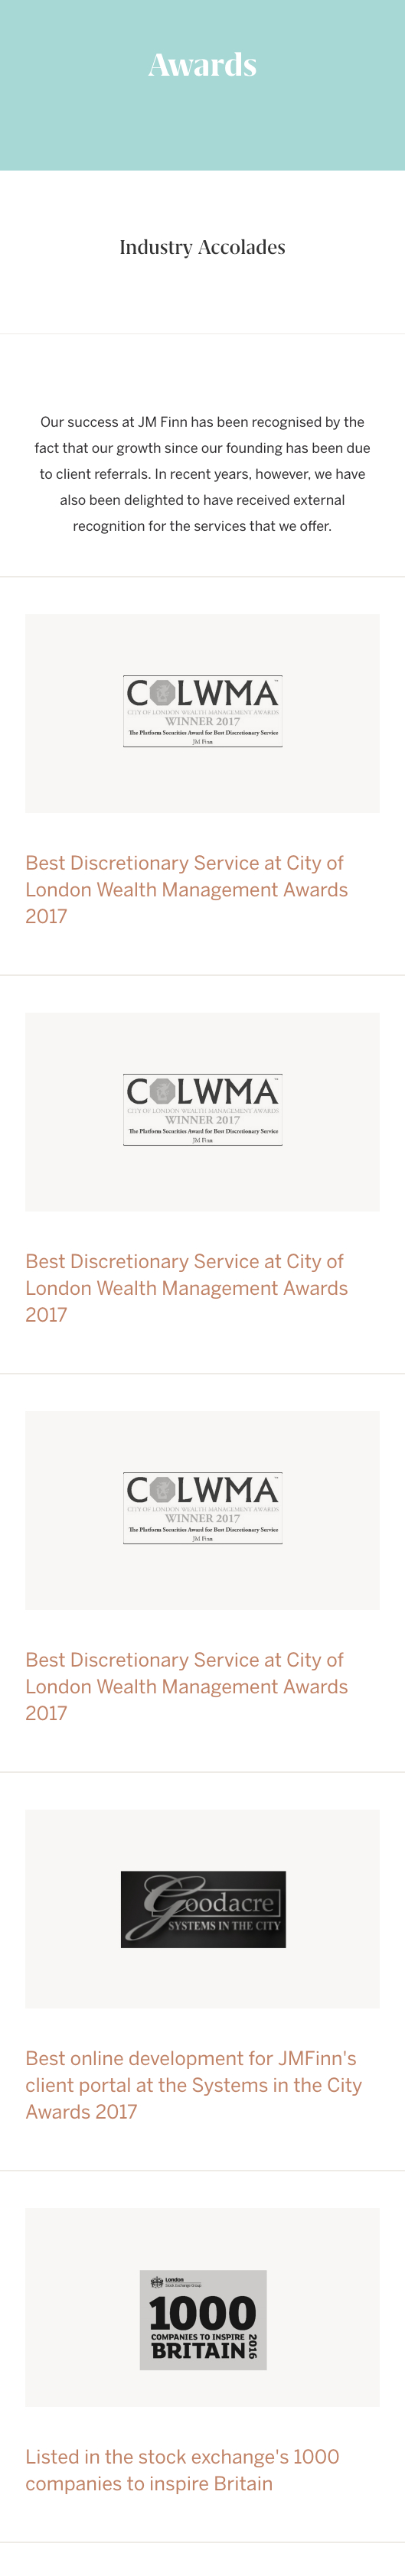 Awards
Industry Accolades
Our success at JM Finn has been recognised by the
fact that our growth since our founding has been due
to client referrals. In recent years, however, we have
also been delighted to have received external
recognition for the services that we offer.
COLWMA™
CITY OF LONDON WEALTH MANAGEMENT AWARDS
WINNER 2017
The Platform Securities Award for Best Discretionary Service
JM Finn
Best Discretionary Service at City of
London Wealth Management Awards
2017
COLWMA™
CITY OF LONDON WEALTH MANAGEMENT AWARDS
WINNER 2017
The Platform Securities Award for Best Discretionary Service
JM Finn
Best Discretionary Service at City of
London Wealth Management Awards
2017
COLWMA™
CITY OF LONDON WEALTH MANAGEMENT AWARDS
WINNER 2017
The Platform Securities Award for Best Discretionary Service
JM Finn
Best Discretionary Service at City of
London Wealth Management Awards
2017
Goodacre
SYSTEMS IN THE CITY
Best online development for JMFinn's
client portal at the Systems in the City
Awards 2017
London
Stock Exchange Group
1000
COMPANIES TO INSPIRE
BRITAIN 2016
Listed in the stock exchange's 1000
companies to inspire Britain